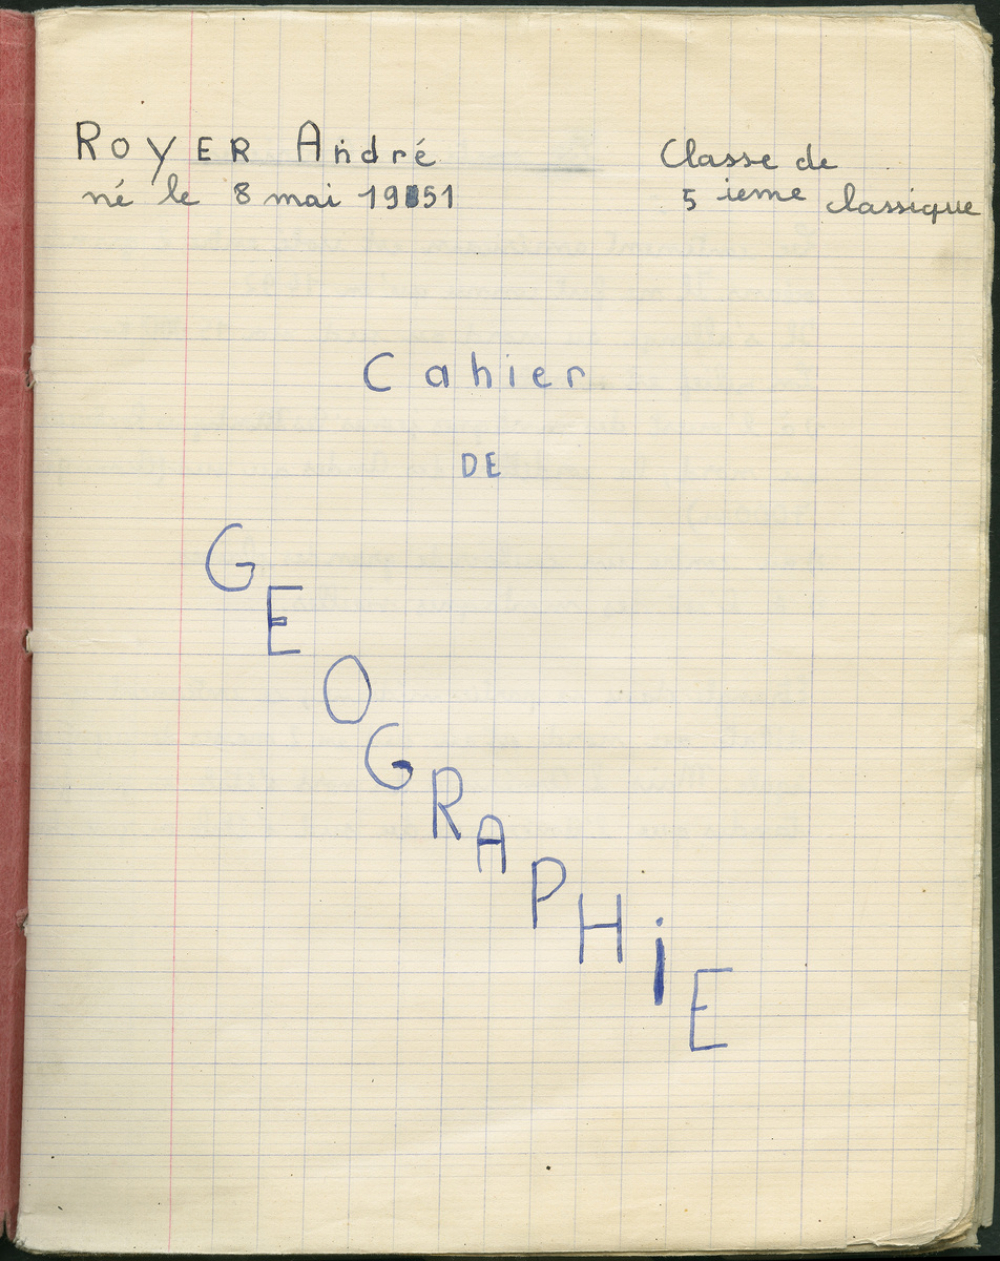 ROYER André
né le 8 mai 1951
Classe de
5 ieme classique
Cahier
DE
GEOGRAPHiE